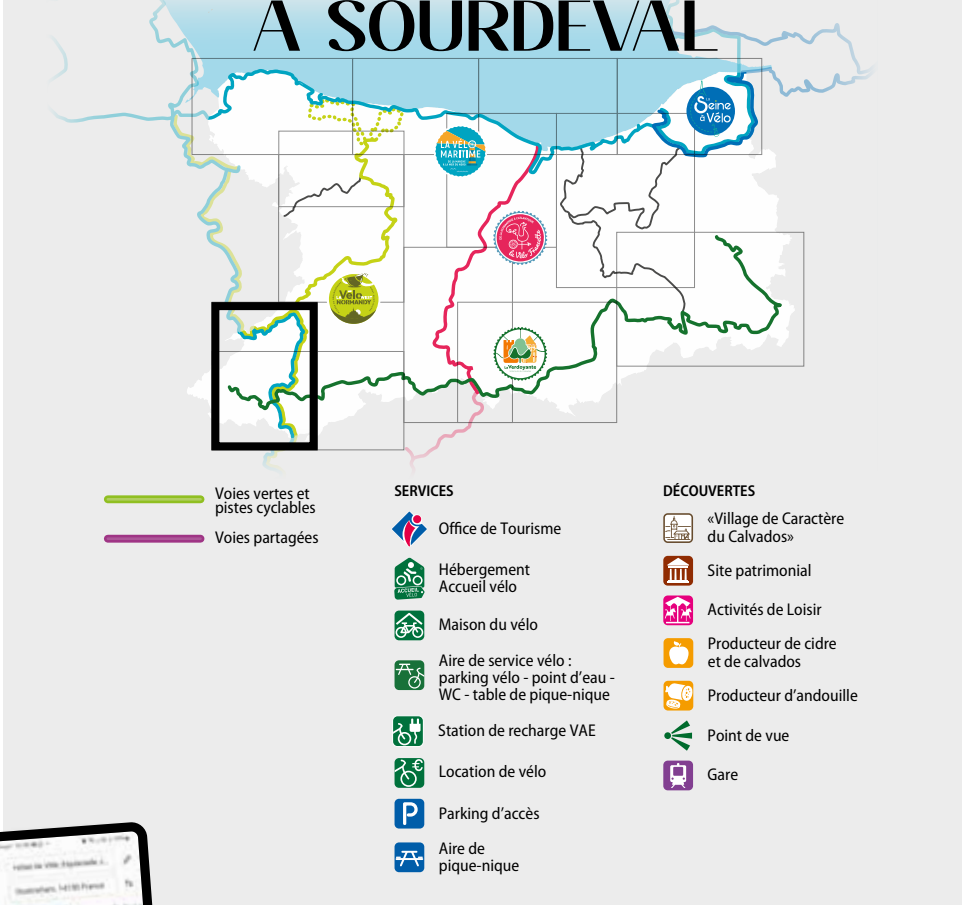 À SOURDEVAL
La
Seine
à Vélo
LA VÉLO
MARITIME
La Vélo Francette
Velo
NORMANDY
La Verdoyante
Voies vertes et
pistes cyclables
Voies partagées
SERVICES
Office de Tourisme
ACCUEIL
VÉLO
Hébergement
Accueil vélo
Maison du vélo
Aire de service vélo :
parking vélo - point d'eau -
WC - table de pique-nique
Station de recharge VAE
€
Location de vélo
P
Parking d'accès
Aire de
pique-nique
DÉCOUVERTES
«Village de Caractère
du Calvados»
Site patrimonial
Activités de Loisir
Producteur de cidre
et de calvados
Producteur d'andouille
Point de vue
Gare